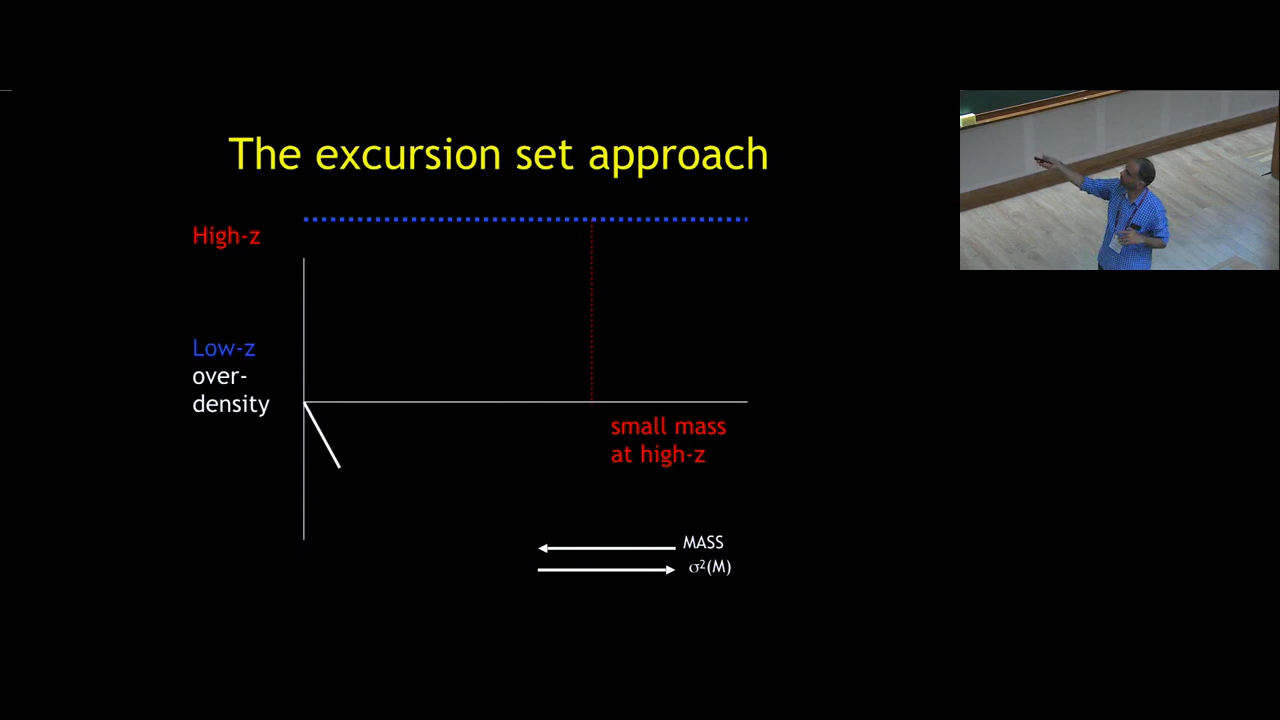 The excursion set approach
High-z
Low-z
over-
density
small mass
at high-z
MASS
σ²(M)